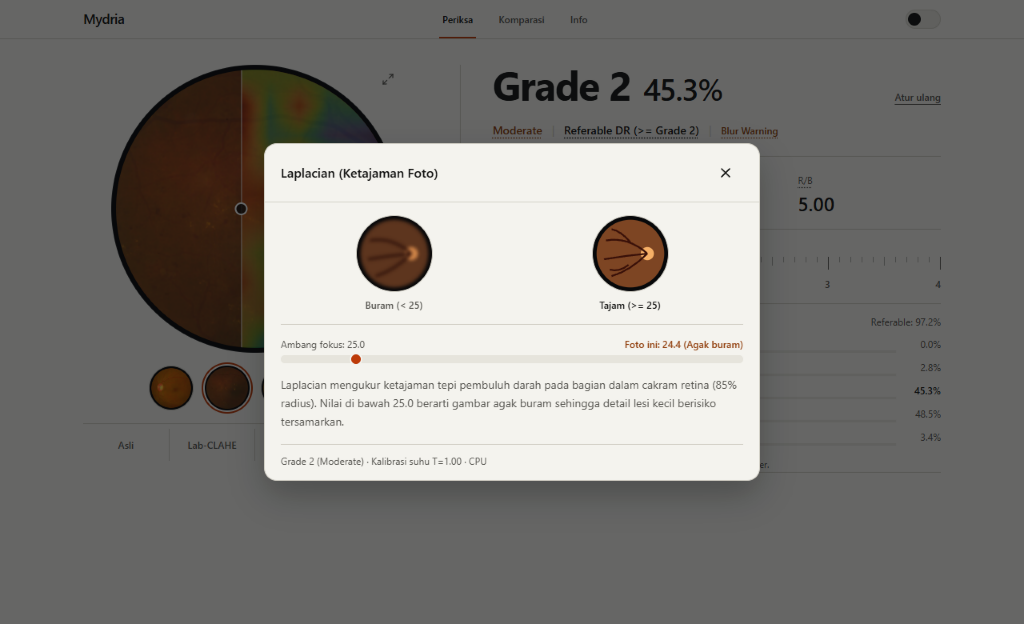 Mydria
Periksa
Komparasi
Info
Grade 2 45.3%
Atur ulang
Moderate
Referable DR (>= Grade 2)
Blur Warning
R/B
5.00
3
4
Referable: 97.2%
0.0%
2.8%
45.3%
48.5%
3.4%
er.
Asli
Lab-CLAHE
Laplacian (Ketajaman Foto)
Buram (< 25)
Tajam (>= 25)
Ambang fokus: 25.0
Foto ini: 24.4 (Agak buram)
Laplacian mengukur ketajaman tepi pembuluh darah pada bagian dalam cakram retina (85%
radius). Nilai di bawah 25.0 berarti gambar agak buram sehingga detail lesi kecil berisiko
tersamarkan.
Grade 2 (Moderate) · Kalibrasi suhu T=1.00 · CPU